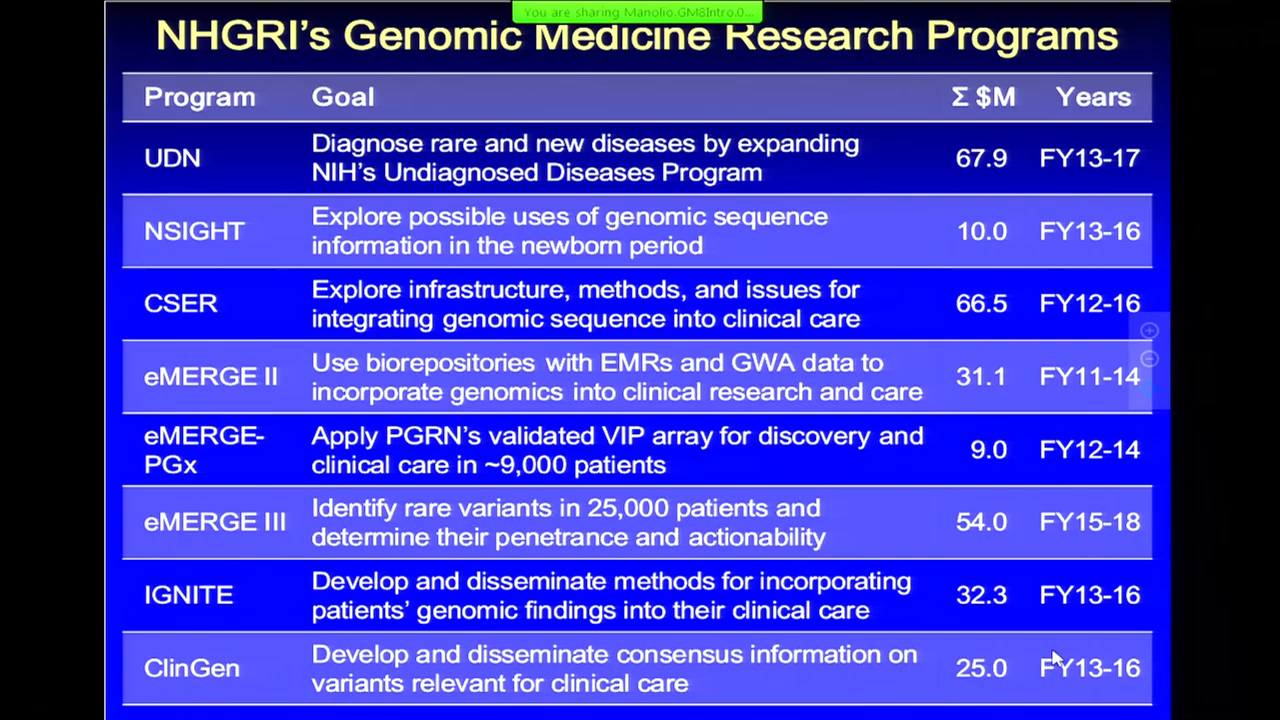 You are sharing Manolio.GM8Intro.0...
NHGRI's Genomic Medicine Research Programs
Program Goal Σ $M Years
UDN Diagnose rare and new diseases by expanding
NIH's Undiagnosed Diseases Program 67.9 FY13-17
NSIGHT Explore possible uses of genomic sequence
information in the newborn period 10.0 FY13-16
CSER Explore infrastructure, methods, and issues for
integrating genomic sequence into clinical care 66.5 FY12-16
eMERGE II Use biorepositories with EMRs and GWA data to
incorporate genomics into clinical research and care 31.1 FY11-14
eMERGE- Apply PGRN's validated VIP array for discovery and
PGx clinical care in ~9,000 patients 9.0 FY12-14
eMERGE III Identify rare variants in 25,000 patients and
determine their penetrance and actionability 54.0 FY15-18
IGNITE Develop and disseminate methods for incorporating
patients' genomic findings into their clinical care 32.3 FY13-16
ClinGen Develop and disseminate consensus information on
variants relevant for clinical care 25.0 FY13-16